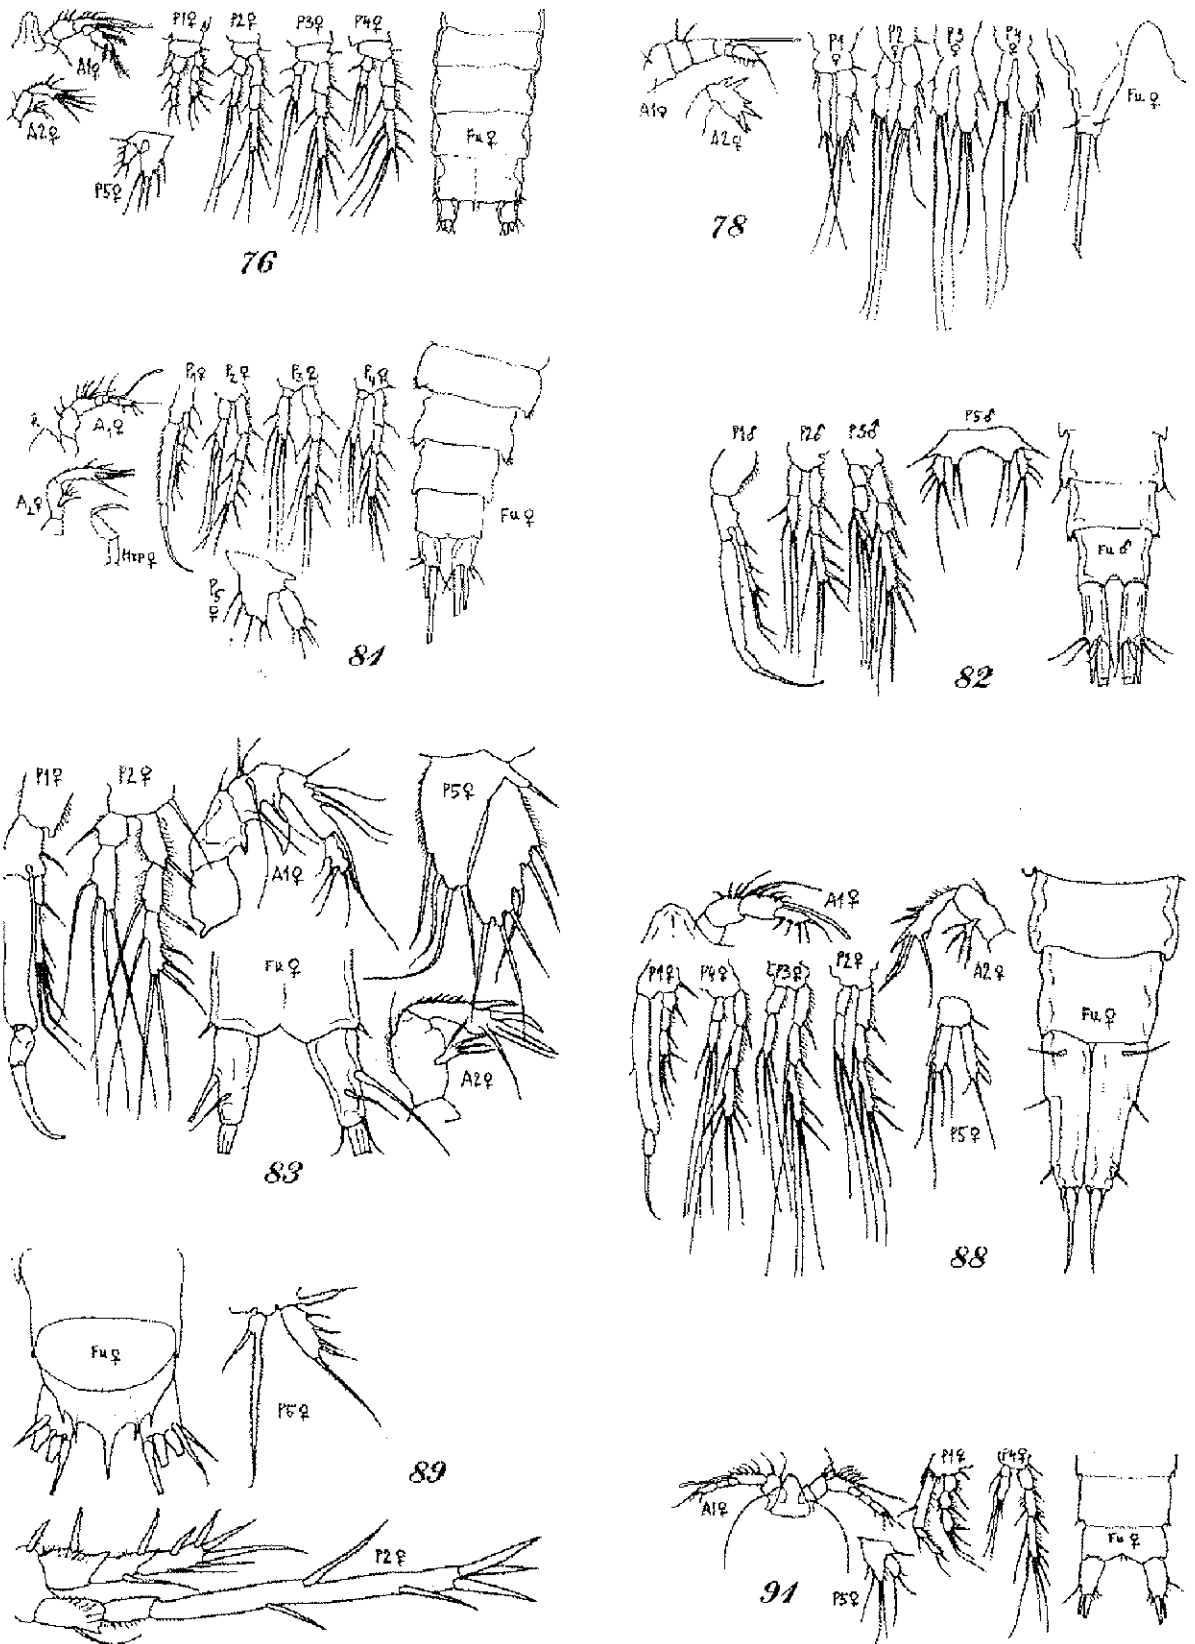 P1♀ P2♀ P3♀ P4♀
A1♀
A2♀
Fu♀
P5♀
76
P1♀ P2♀ P3♀ P4♀
A1♀
A2♀
Fu♀
78
P1♀ P2♀ P3♀ P4♀
R.
A1♀
A2♀
Mxp♀
Fu♀
P5♀
81
P1♂ P2♂ P3♂
P5♂
Fu♂
82
P1♀ P2♀
P5♀
A1♀
Fu♀
A2♀
83
A1♀
A2♀
P1♀ P4♀ P3♀ P2♀
Fu♀
P5♀
88
Fu♀
P5♀
89
P2♀
P1♀ P4♀
A1♀
Fu♀
P5♀
91